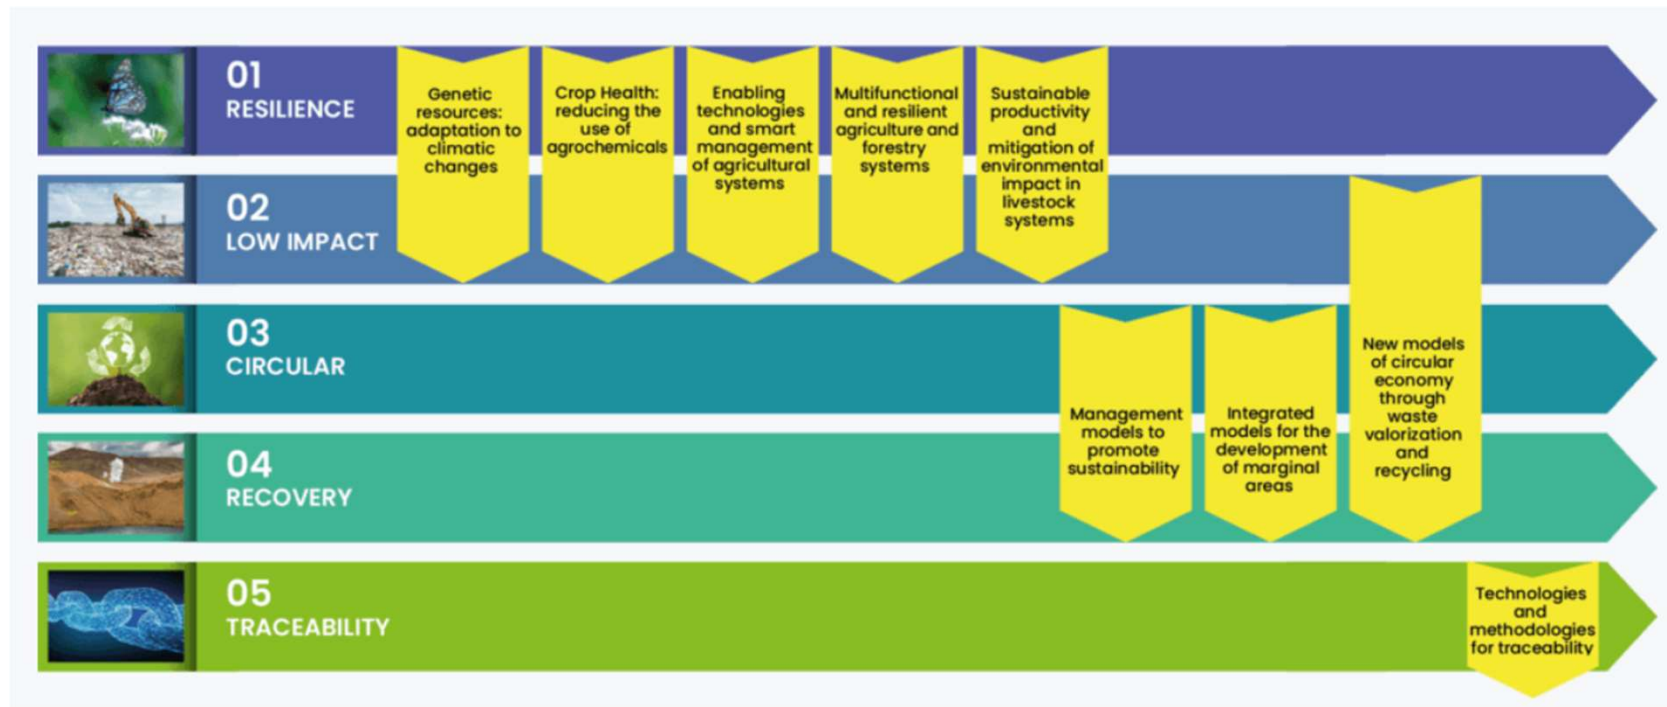 01
RESILIENCE
Genetic
resources:
adaptation to
climatic
changes
Crop Health:
reducing the
use of
agrochemicals
Enabling
technologies
and smart
management
of agricultural
systems
Multifunctional
and resilient
agriculture and
forestry
systems
Sustainable
productivity
and
mitigation of
environmental
impact in
livestock
systems
02
LOW IMPACT
03
CIRCULAR
Management
models to
promote
sustainability
Integrated
models for the
development
of marginal
areas
New models
of circular
economy
through
waste
valorization
and
recycling
04
RECOVERY
05
TRACEABILITY
Technologies
and
methodologies
for traceability